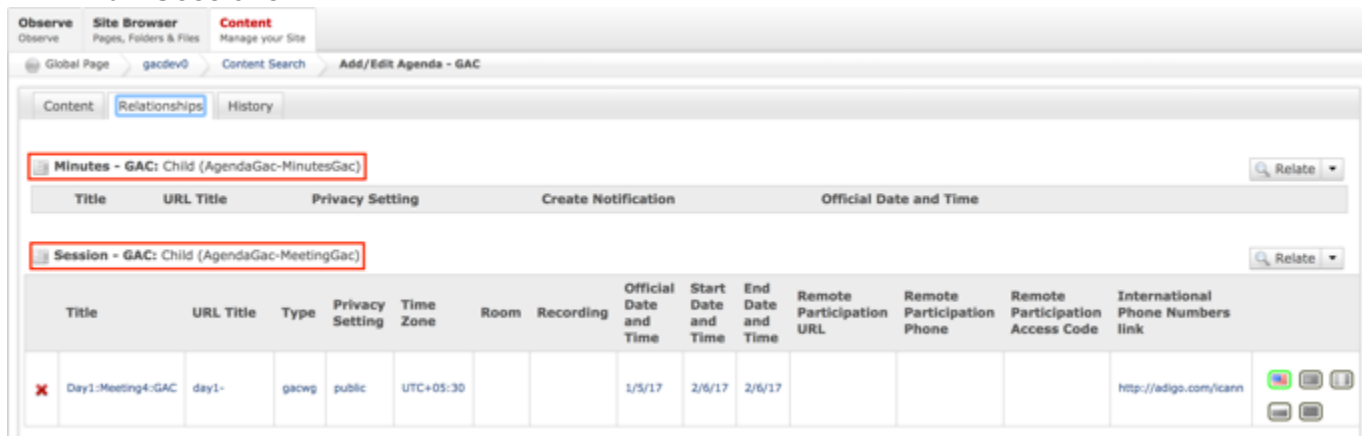 Observe Site Browser Content
Observe Pages, Folders & Files Manage your Site
Global Page gacdev0 Content Search Add/Edit Agenda - GAC
Content Relationships History
Minutes - GAC: Child (AgendaGac-MinutesGac) Relate
Title URL Title Privacy Setting Create Notification Official Date and Time
Session - GAC: Child (AgendaGac-MeetingGac) Relate
Title URL Title Type Privacy Setting Time Zone Room Recording Official Date and Time Start Date and Time End Date and Time Remote Participation URL Remote Participation Phone Remote Participation Access Code International Phone Numbers link
Day1:Meeting4:GAC day1- gacwg public UTC+05:30 1/5/17 2/6/17 2/6/17 http://adigo.com/icann